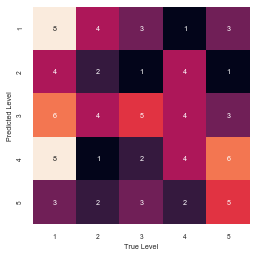 1 8 4 3 1 3
2 4 2 1 4 1
3 6 4 5 4 3
4 8 1 2 4 6
5 3 2 3 2 5
1 2 3 4 5
True Level
Predicted Level